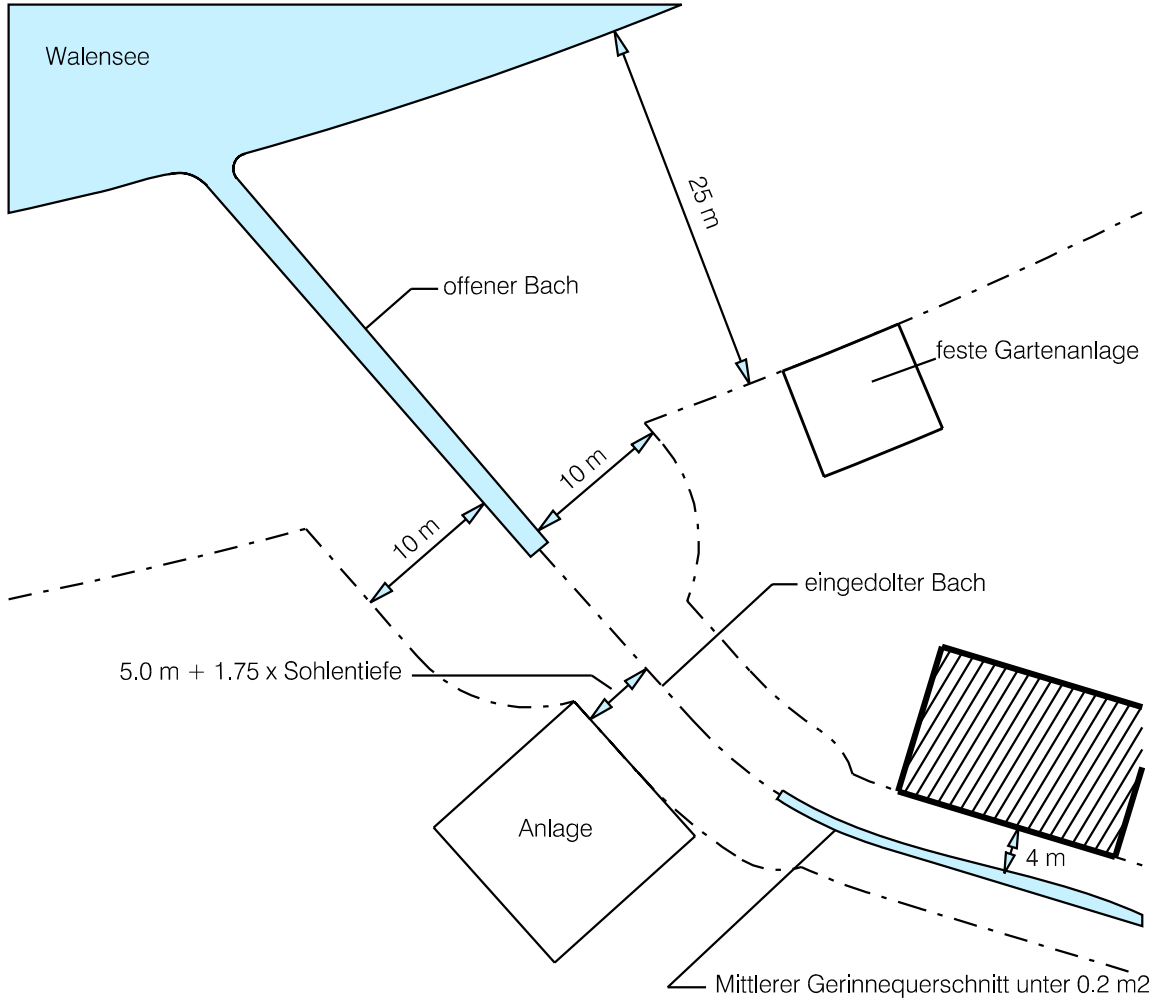 Walensee
25 m
offener Bach
feste Gartenanlage
10 m
10 m
eingedolter Bach
5.0 m + 1.75 x Sohlentiefe
Anlage
4 m
Mittlerer Gerinnequerschnitt unter 0.2 m2